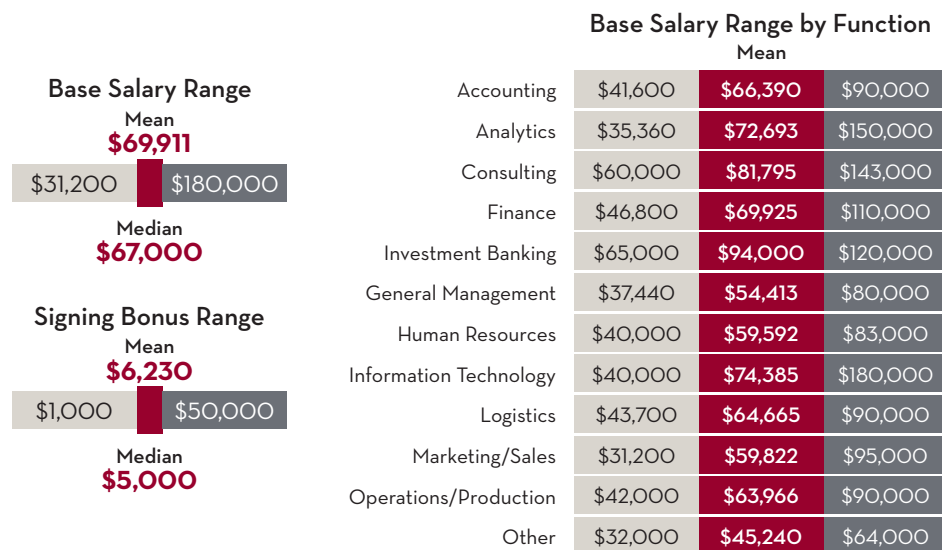 Base Salary Range
Mean
$69,911
$31,200 $180,000
Median
$67,000
Signing Bonus Range
Mean
$6,230
$1,000 $50,000
Median
$5,000
Base Salary Range by Function
Mean
Accounting $41,600 $66,390 $90,000
Analytics $35,360 $72,693 $150,000
Consulting $60,000 $81,795 $143,000
Finance $46,800 $69,925 $110,000
Investment Banking $65,000 $94,000 $120,000
General Management $37,440 $54,413 $80,000
Human Resources $40,000 $59,592 $83,000
Information Technology $40,000 $74,385 $180,000
Logistics $43,700 $64,665 $90,000
Marketing/Sales $31,200 $59,822 $95,000
Operations/Production $42,000 $63,966 $90,000
Other $32,000 $45,240 $64,000